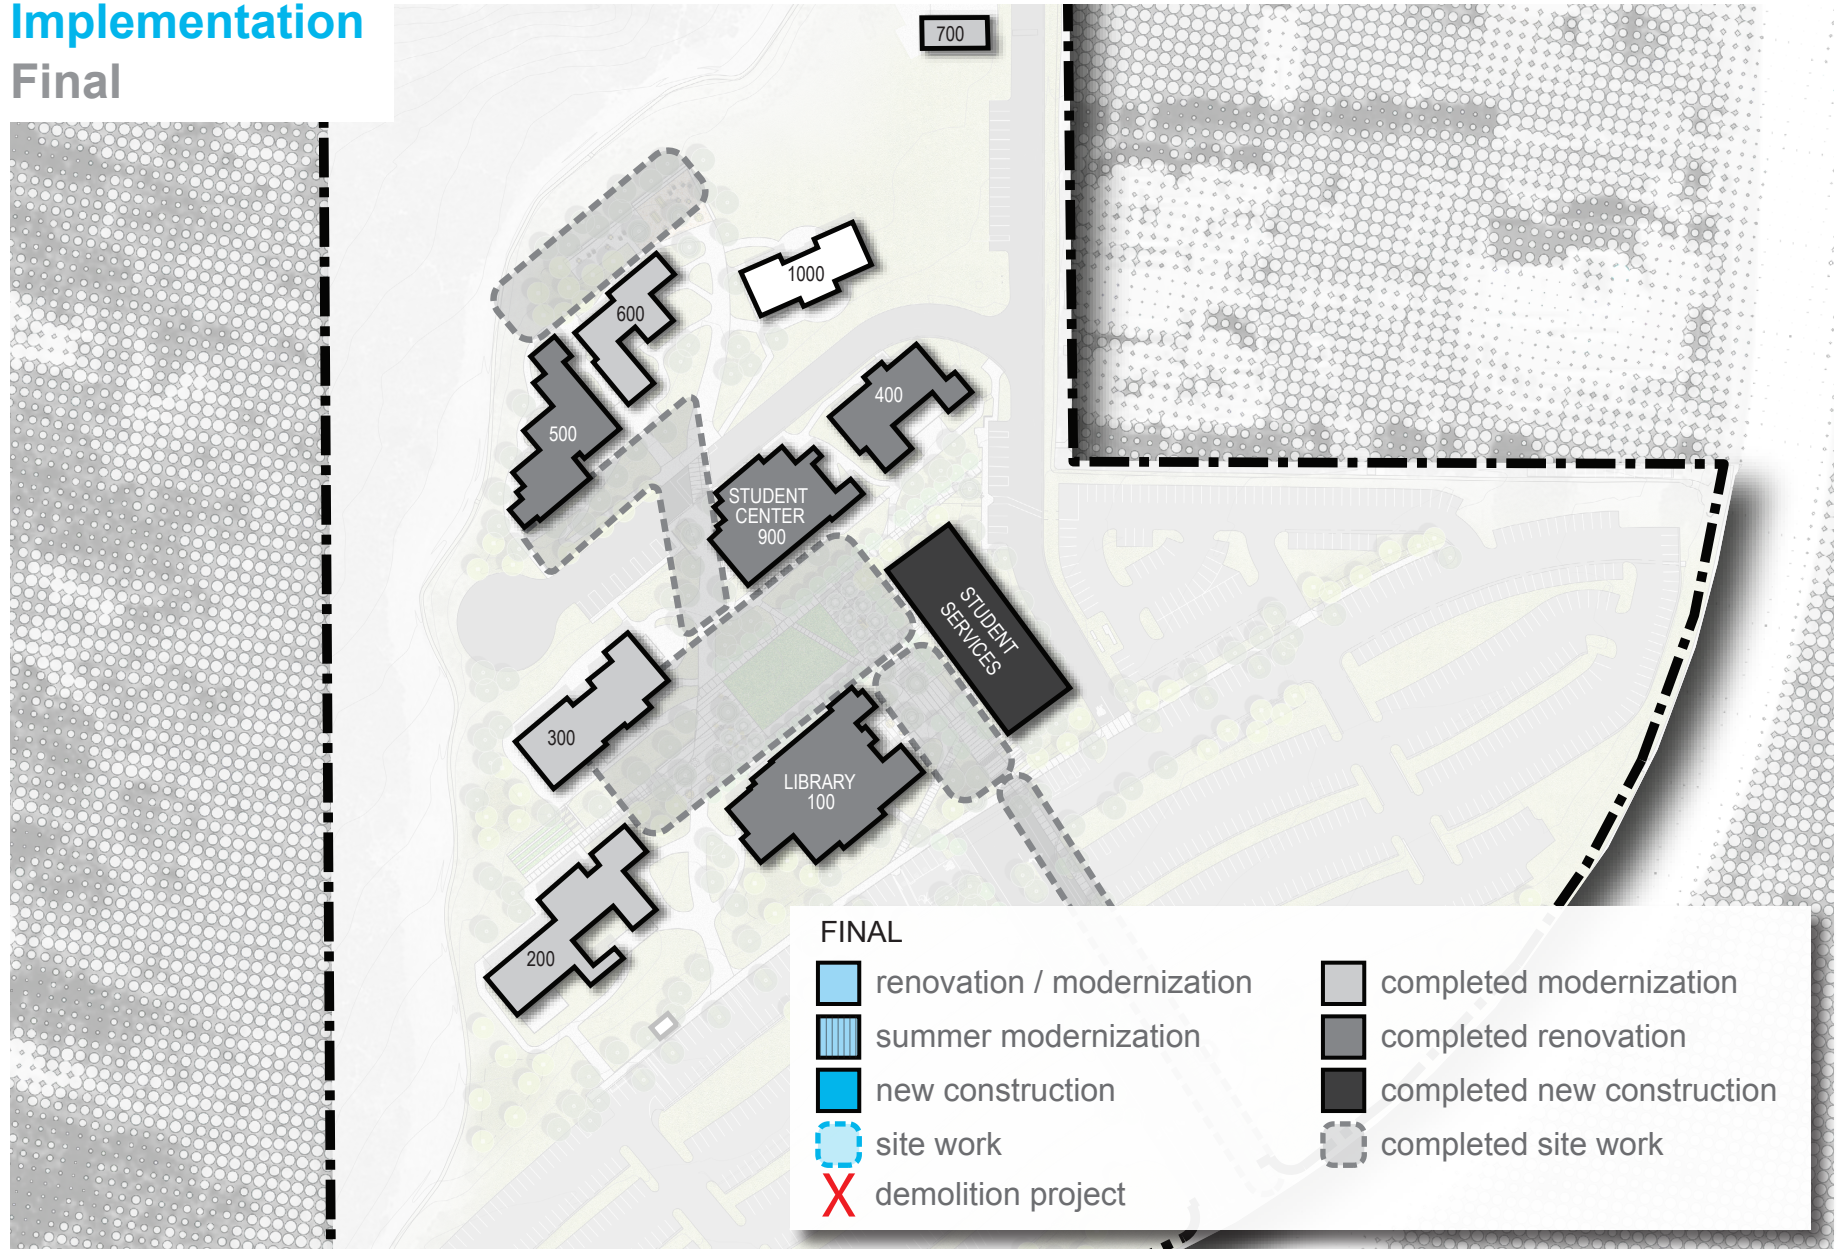 Implementation
Final
700
1000
600
400
500
STUDENT
CENTER
900
STUDENT
SERVICES
300
LIBRARY
100
200
FINAL
renovation / modernization
summer modernization
new construction
site work
X demolition project
completed modernization
completed renovation
completed new construction
completed site work